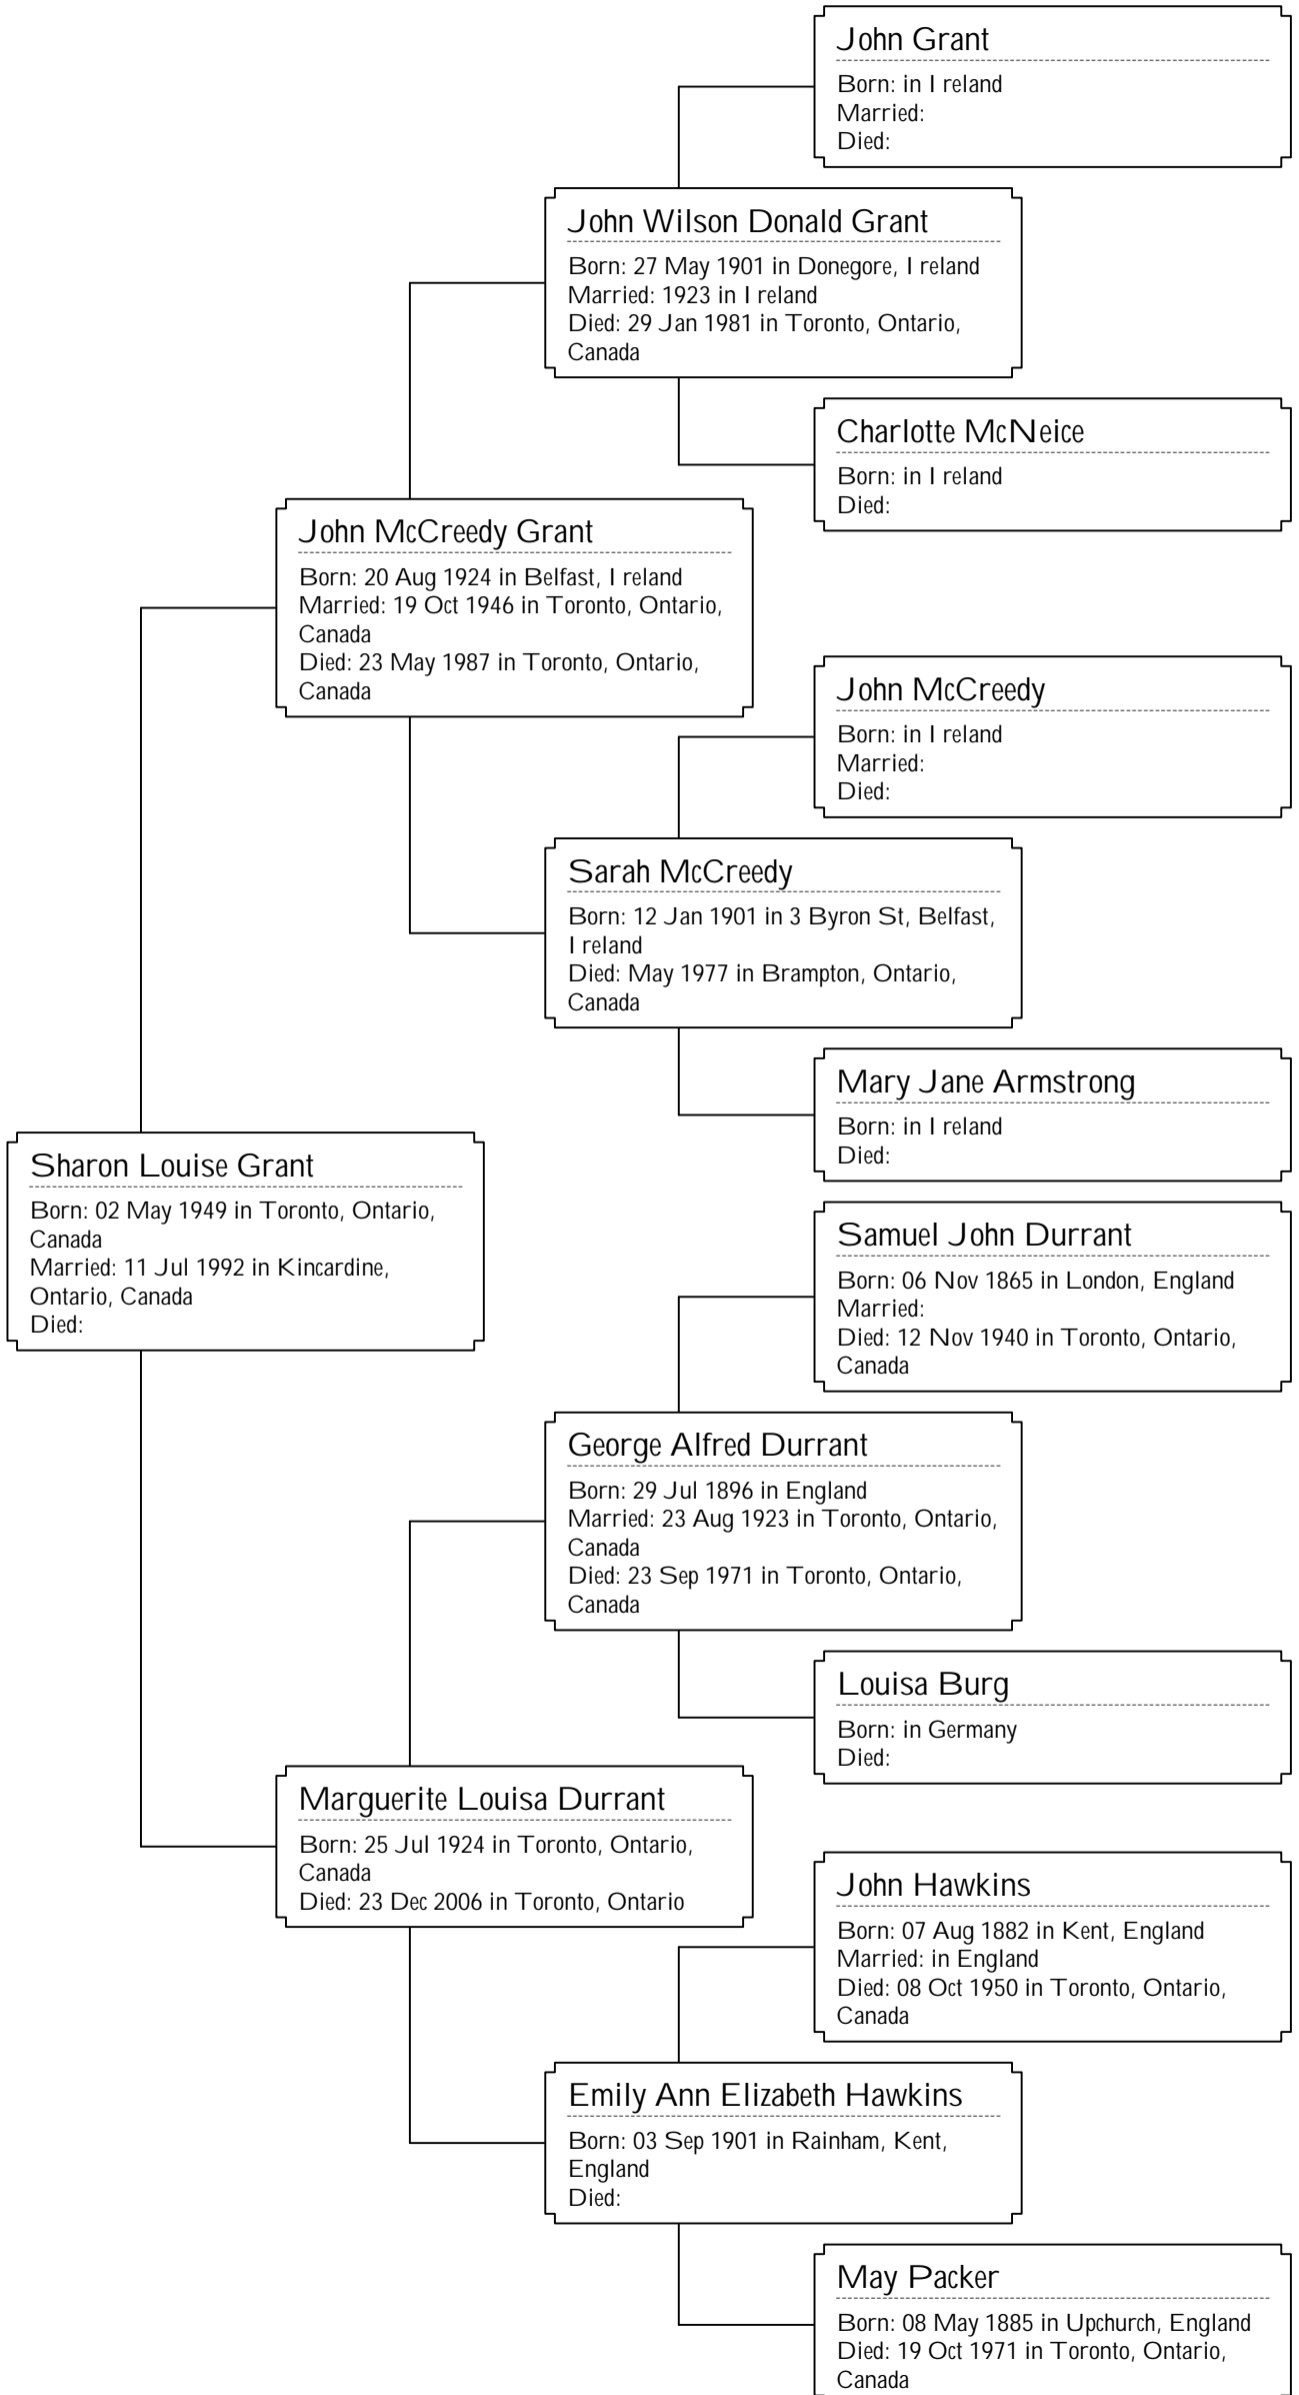 John Grant
Born: in Ireland
Married:
Died:
John Wilson Donald Grant
Born: 27 May 1901 in Donegore, Ireland
Married: 1923 in Ireland
Died: 29 Jan 1981 in Toronto, Ontario,
Canada
Charlotte McNeice
Born: in Ireland
Died:
John McCreedy Grant
Born: 20 Aug 1924 in Belfast, Ireland
Married: 19 Oct 1946 in Toronto, Ontario,
Canada
Died: 23 May 1987 in Toronto, Ontario,
Canada
John McCreedy
Born: in Ireland
Married:
Died:
Sarah McCreedy
Born: 12 Jan 1901 in 3 Byron St, Belfast,
Ireland
Died: May 1977 in Brampton, Ontario,
Canada
Mary Jane Armstrong
Born: in Ireland
Died:
Sharon Louise Grant
Born: 02 May 1949 in Toronto, Ontario,
Canada
Married: 11 Jul 1992 in Kincardine,
Ontario, Canada
Died:
Samuel John Durrant
Born: 06 Nov 1865 in London, England
Married:
Died: 12 Nov 1940 in Toronto, Ontario,
Canada
George Alfred Durrant
Born: 29 Jul 1896 in England
Married: 23 Aug 1923 in Toronto, Ontario,
Canada
Died: 23 Sep 1971 in Toronto, Ontario,
Canada
Louisa Burg
Born: in Germany
Died:
Marguerite Louisa Durrant
Born: 25 Jul 1924 in Toronto, Ontario,
Canada
Died: 23 Dec 2006 in Toronto, Ontario
John Hawkins
Born: 07 Aug 1882 in Kent, England
Married: in England
Died: 08 Oct 1950 in Toronto, Ontario,
Canada
Emily Ann Elizabeth Hawkins
Born: 03 Sep 1901 in Rainham, Kent,
England
Died:
May Packer
Born: 08 May 1885 in Upchurch, England
Died: 19 Oct 1971 in Toronto, Ontario,
Canada